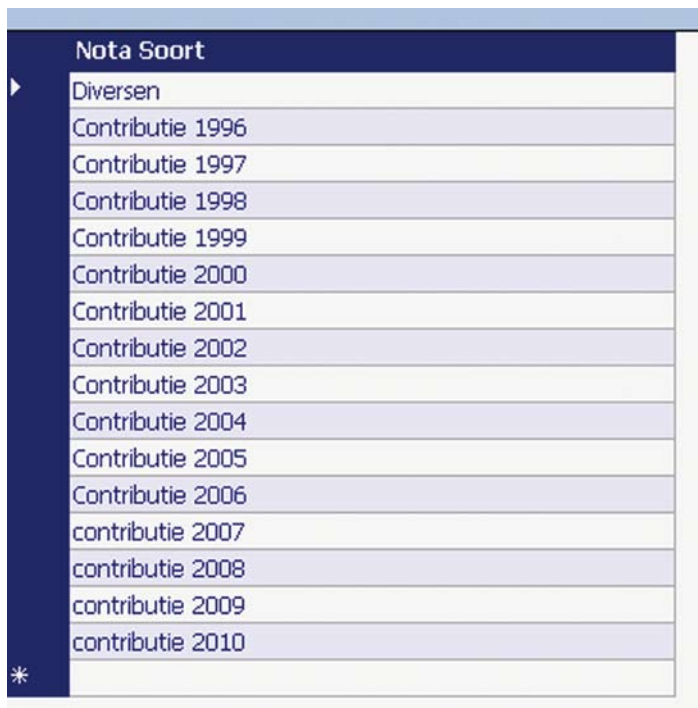 Nota Soort
Diversen
Contributie 1996
Contributie 1997
Contributie 1998
Contributie 1999
Contributie 2000
Contributie 2001
Contributie 2002
Contributie 2003
Contributie 2004
Contributie 2005
Contributie 2006
contributie 2007
contributie 2008
contributie 2009
contributie 2010